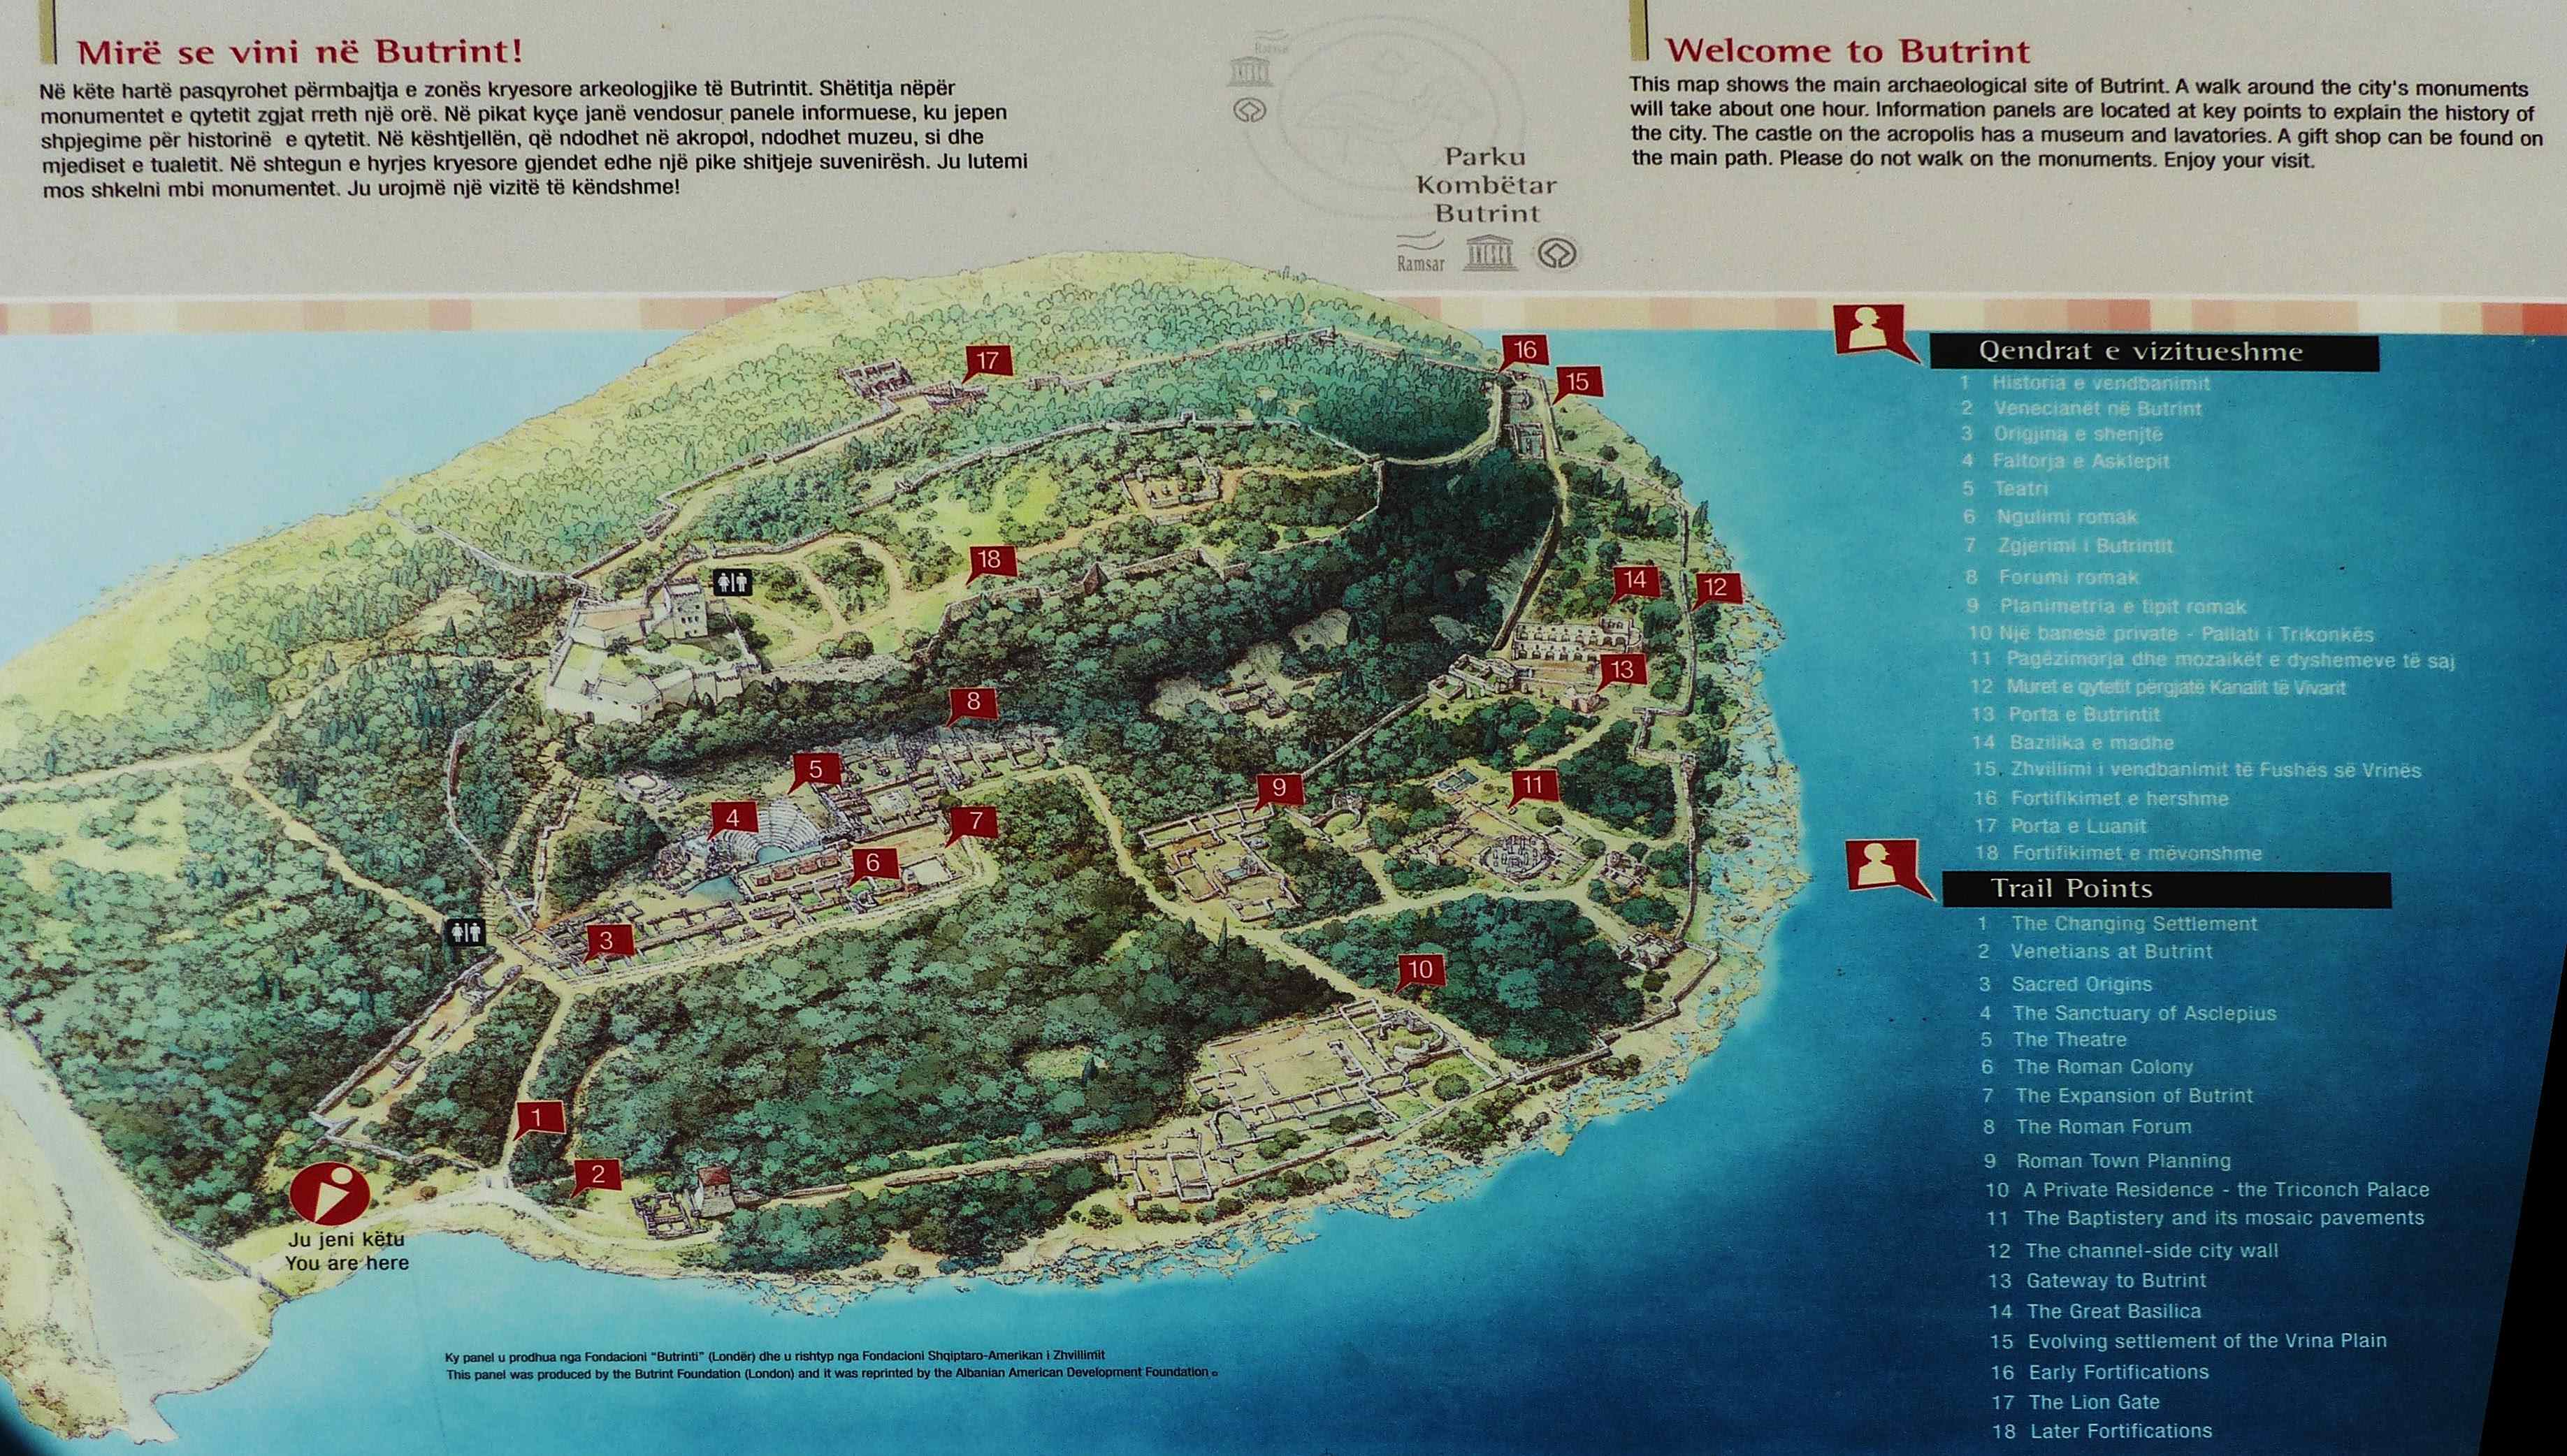 Mirë se vini në Butrint!
Në këte hartë pasqyrohet përmbajtja e zonës kryesore arkeologjike të Butrintit. Shëtitja nëpër
monumentet e qytetit zgjat rreth një orë. Në pikat kyçe janë vendosur panele informuese, ku jepen
shpjegime për historinë e qytetit. Në kështjellën, që ndodhet në akropol, ndodhet muzeu, si dhe
mjediset e tualetit. Në shtegun e hyrjes kryesore gjendet edhe një pike shitjeje suvenirësh. Ju lutemi
mos shkelni mbi monumentet. Ju urojmë një vizitë të këndshme!
Ramsar
Parku
Kombëtar
Butrint
Ramsar
Welcome to Butrint
This map shows the main archaeological site of Butrint. A walk around the city's monuments
will take about one hour. Information panels are located at key points to explain the history of
the city. The castle on the acropolis has a museum and lavatories. A gift shop can be found on
the main path. Please do not walk on the monuments. Enjoy your visit.
16
17
15
18
14
12
13
8
5
9
11
4
7
6
3
10
1
2
Ju jeni këtu
You are here
Qendrat e vizitueshme
1 Historia e vendbanimit
2 Venecianët në Butrint
3 Origjina e shenjtë
4 Faltorja e Asklepit
5 Teatri
6 Ngulimi romak
7 Zgjerimi i Butrintit
8 Forumi romak
9 Planimetria e tipit romak
10 Një banesë private - Pallati i Trikonkës
11 Pagëzimorja dhe mozaikët e dyshemeve të saj
12 Muret e qytetit përgjatë Kanalit të Vivarit
13 Porta e Butrintit
14 Bazilika e madhe
15. Zhvillimi i vendbanimit të Fushës së Vrinës
16 Fortifikimet e hershme
17 Porta e Luanit
18 Fortifikimet e mëvonshme
Trail Points
1 The Changing Settlement
2 Venetians at Butrint
3 Sacred Origins
4 The Sanctuary of Asclepius
5 The Theatre
6 The Roman Colony
7 The Expansion of Butrint
8 The Roman Forum
9 Roman Town Planning
10 A Private Residence - the Triconch Palace
11 The Baptistery and its mosaic pavements
12 The channel-side city wall
13 Gateway to Butrint
14 The Great Basilica
15 Evolving settlement of the Vrina Plain
16 Early Fortifications
17 The Lion Gate
18 Later Fortifications
Ky panel u prodhua nga Fondacioni “Butrinti” (Londër) dhe u rishtyp nga Fondacioni Shqiptaro-Amerikan i Zhvillimit
This panel was produced by the Butrint Foundation (London) and it was reprinted by the Albanian American Development Foundation